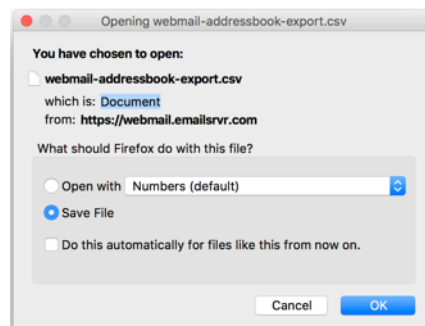 Opening webmail-addressbook-export.csv
You have chosen to open:
webmail-addressbook-export.csv
which is: Document
from: https://webmail.emailsrvr.com
What should Firefox do with this file?
Open with Numbers (default)
Save File
Do this automatically for files like this from now on.
Cancel OK